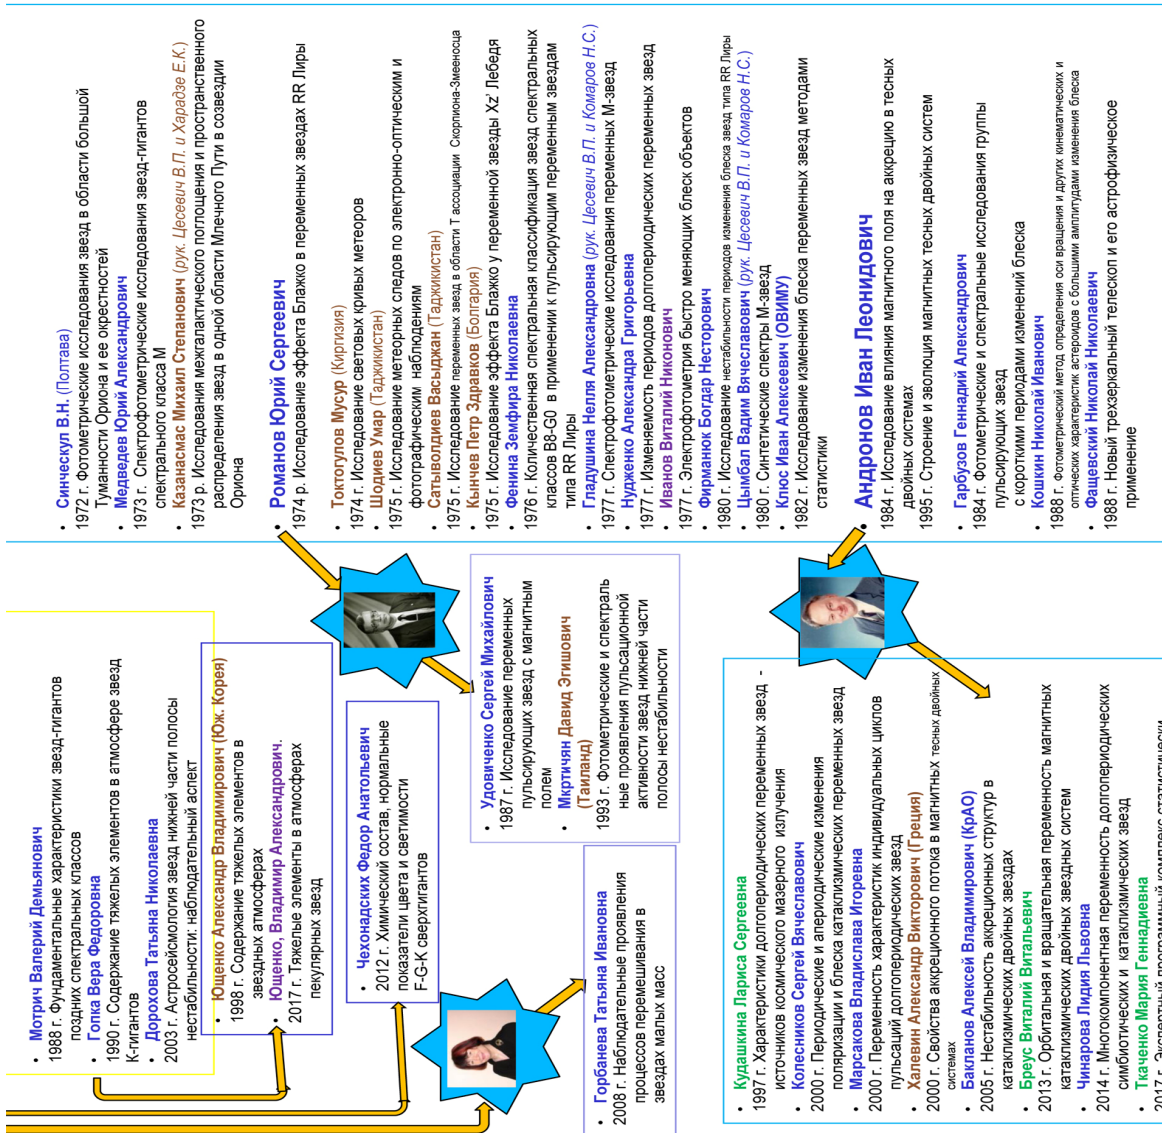 • Синческул В.Н. (Полтава)
1972 г. Фотометрические исследования звезд в области большой
Туманности Ориона и ее окрестностей
• Медведев Юрий Александрович
1973 г. Спектрофотометрические исследования звезд-гигантов
спектрального класса М
• Казанасмас Михаил Степанович (рук. Цесевич В.П. и Харадзе Е.К.)
1973 р. Исследования межгалактического поглощения и пространственного
распределения звезд в одной области Млечного Пути в созвездии
Ориона
• Романов Юрий Сергеевич
1974 р. Исследование эффекта Блажко в переменных звездах RR Лиры
• Токтогулов Мусур (Киргизия)
1974 г. Исследование световых кривых метеоров
• Шодиев Умар (Таджикистан)
1975 г. Исследование метеорных следов по электронно-оптическим и
фотографическим наблюдениям
• Сатыволдиев Васыджан (Таджикистан)
1975 г. Исследование переменных звезд в области Т ассоциации Скорпиона-Змееносца
• Кынчев Петр Здравков (Болгария)
1975 г. Исследование эффекта Блажко у переменной звезды Xz' Лебедя
• Фенина Земфира Николаевна
1976 г. Количественная спектральная классификация звезд спектральных
классов B8-G0 в применении к пульсирующим переменным звездам
типа RR Лиры
• Гладушина Нелля Александровна (рук. Цесевич В.П. и Комаров Н.С.)
1977 г. Спектрофотометрические исследования переменных М-звезд
• Нудженко Александра Григорьевна
1977 г. Изменяемость периодов долгопериодических переменных звезд
• Иванов Виталий Никонович
1977 г. Электрофотометрия быстро меняющих блеск объектов
• Фирманюк Богдар Несторович
1980 г. Исследование нестабильности периодов изменения блеска звезд типа RR Лиры
• Цымбал Вадим Вячеславович (рук. Цесевич В.П. и Комаров Н.С.)
1980 г. Синтетические спектры М-звезд
• Клюс Иван Алексеевич (ОВИМУ)
1982 г. Исследование изменения блеска переменных звезд методами
статистики
• Андронов Иван Леонидович
1984 г. Исследование влияния магнитного поля на аккрецию в тесных
двойных системах
1995 г. Строение и эволюция магнитных тесных двойных систем
• Гарбузов Геннадий Александрович
1984 г. Фотометрические и спектральные исследования группы
пульсирующих звезд
с короткими периодами изменений блеска
• Кошкин Николай Иванович
1988 г. Фотометрический метод определения оси вращения и других кинематических и
оптических характеристик астероидов с большими амплитудами изменения блеска
• Фащевский Николай Николаевич
1988 г. Новый трехзеркальный телескоп и его астрофизическое
применение
• Мотрич Валерий Демьянович
1988 г. Фундаментальные характеристики звезд-гигантов
поздних спектральных классов
• Гопка Вера Федоровна
1990 г. Содержание тяжелых элементов в атмосфере звезд
К-гигантов
• Дорохова Татьяна Николаевна
2003 г. Астросейсмология звезд нижней части полосы
нестабильности: наблюдательный аспект
• Ющенко Александр Владимирович (Юж. Корея)
1998 г. Содержание тяжелых элементов в
звездных атмосферах
• Ющенко, Владимир Александрович.
2017 г. Тяжелые элементы в атмосферах
пекулярных звезд
• Чехонадских Федор Анатольевич
2012 г. Химический состав, нормальные
показатели цвета и светимости
F-G-K сверхгигантов
• Удовиченко Сергей Михайлович
1987 г. Исследование переменных
пульсирующих звезд с магнитным
полем
• Мкртичян Давид Эгишович
(Таиланд)
1993 г. Фотометрические и спектраль
ные проявления пульсационной
активности звезд нижней части
полосы нестабильности
• Горбанева Татьяна Ивановна
2008 г. Наблюдательные проявления
процессов перемешивания в
звездах малых масс
• Кудашкина Лариса Сергеевна
1997 г. Характеристики долгопериодических переменных звезд -
источников космического мазерного излучения
• Колесников Сергей Вячеславович
2000 г. Периодические и апериодические изменения
поляризации и блеска катаклизмических переменных звезд
• Марсакова Владислава Игоревна
2000 г. Переменность характеристик индивидуальных циклов
пульсаций долгопериодических звезд
• Халевин Александр Викторович (Греция)
2000 г. Свойства аккреционного потока в магнитных тесных двойных
системах
• Бакланов Алексей Владимирович (КрАО)
2005 г. Нестабильность аккреционных структур в
катаклизмических двойных звездах
• Бреус Виталий Витальевич
2013 г. Орбитальная и вращательная переменность магнитных
катаклизмических двойных звездных систем
• Чинарова Лидия Львовна
2014 г. Многокомпонентная переменность долгопериодических
симбиотических и катаклизмических звезд
• Ткаченко Мария Геннадиевна
2017 г. Экспертный программный комплекс статистически